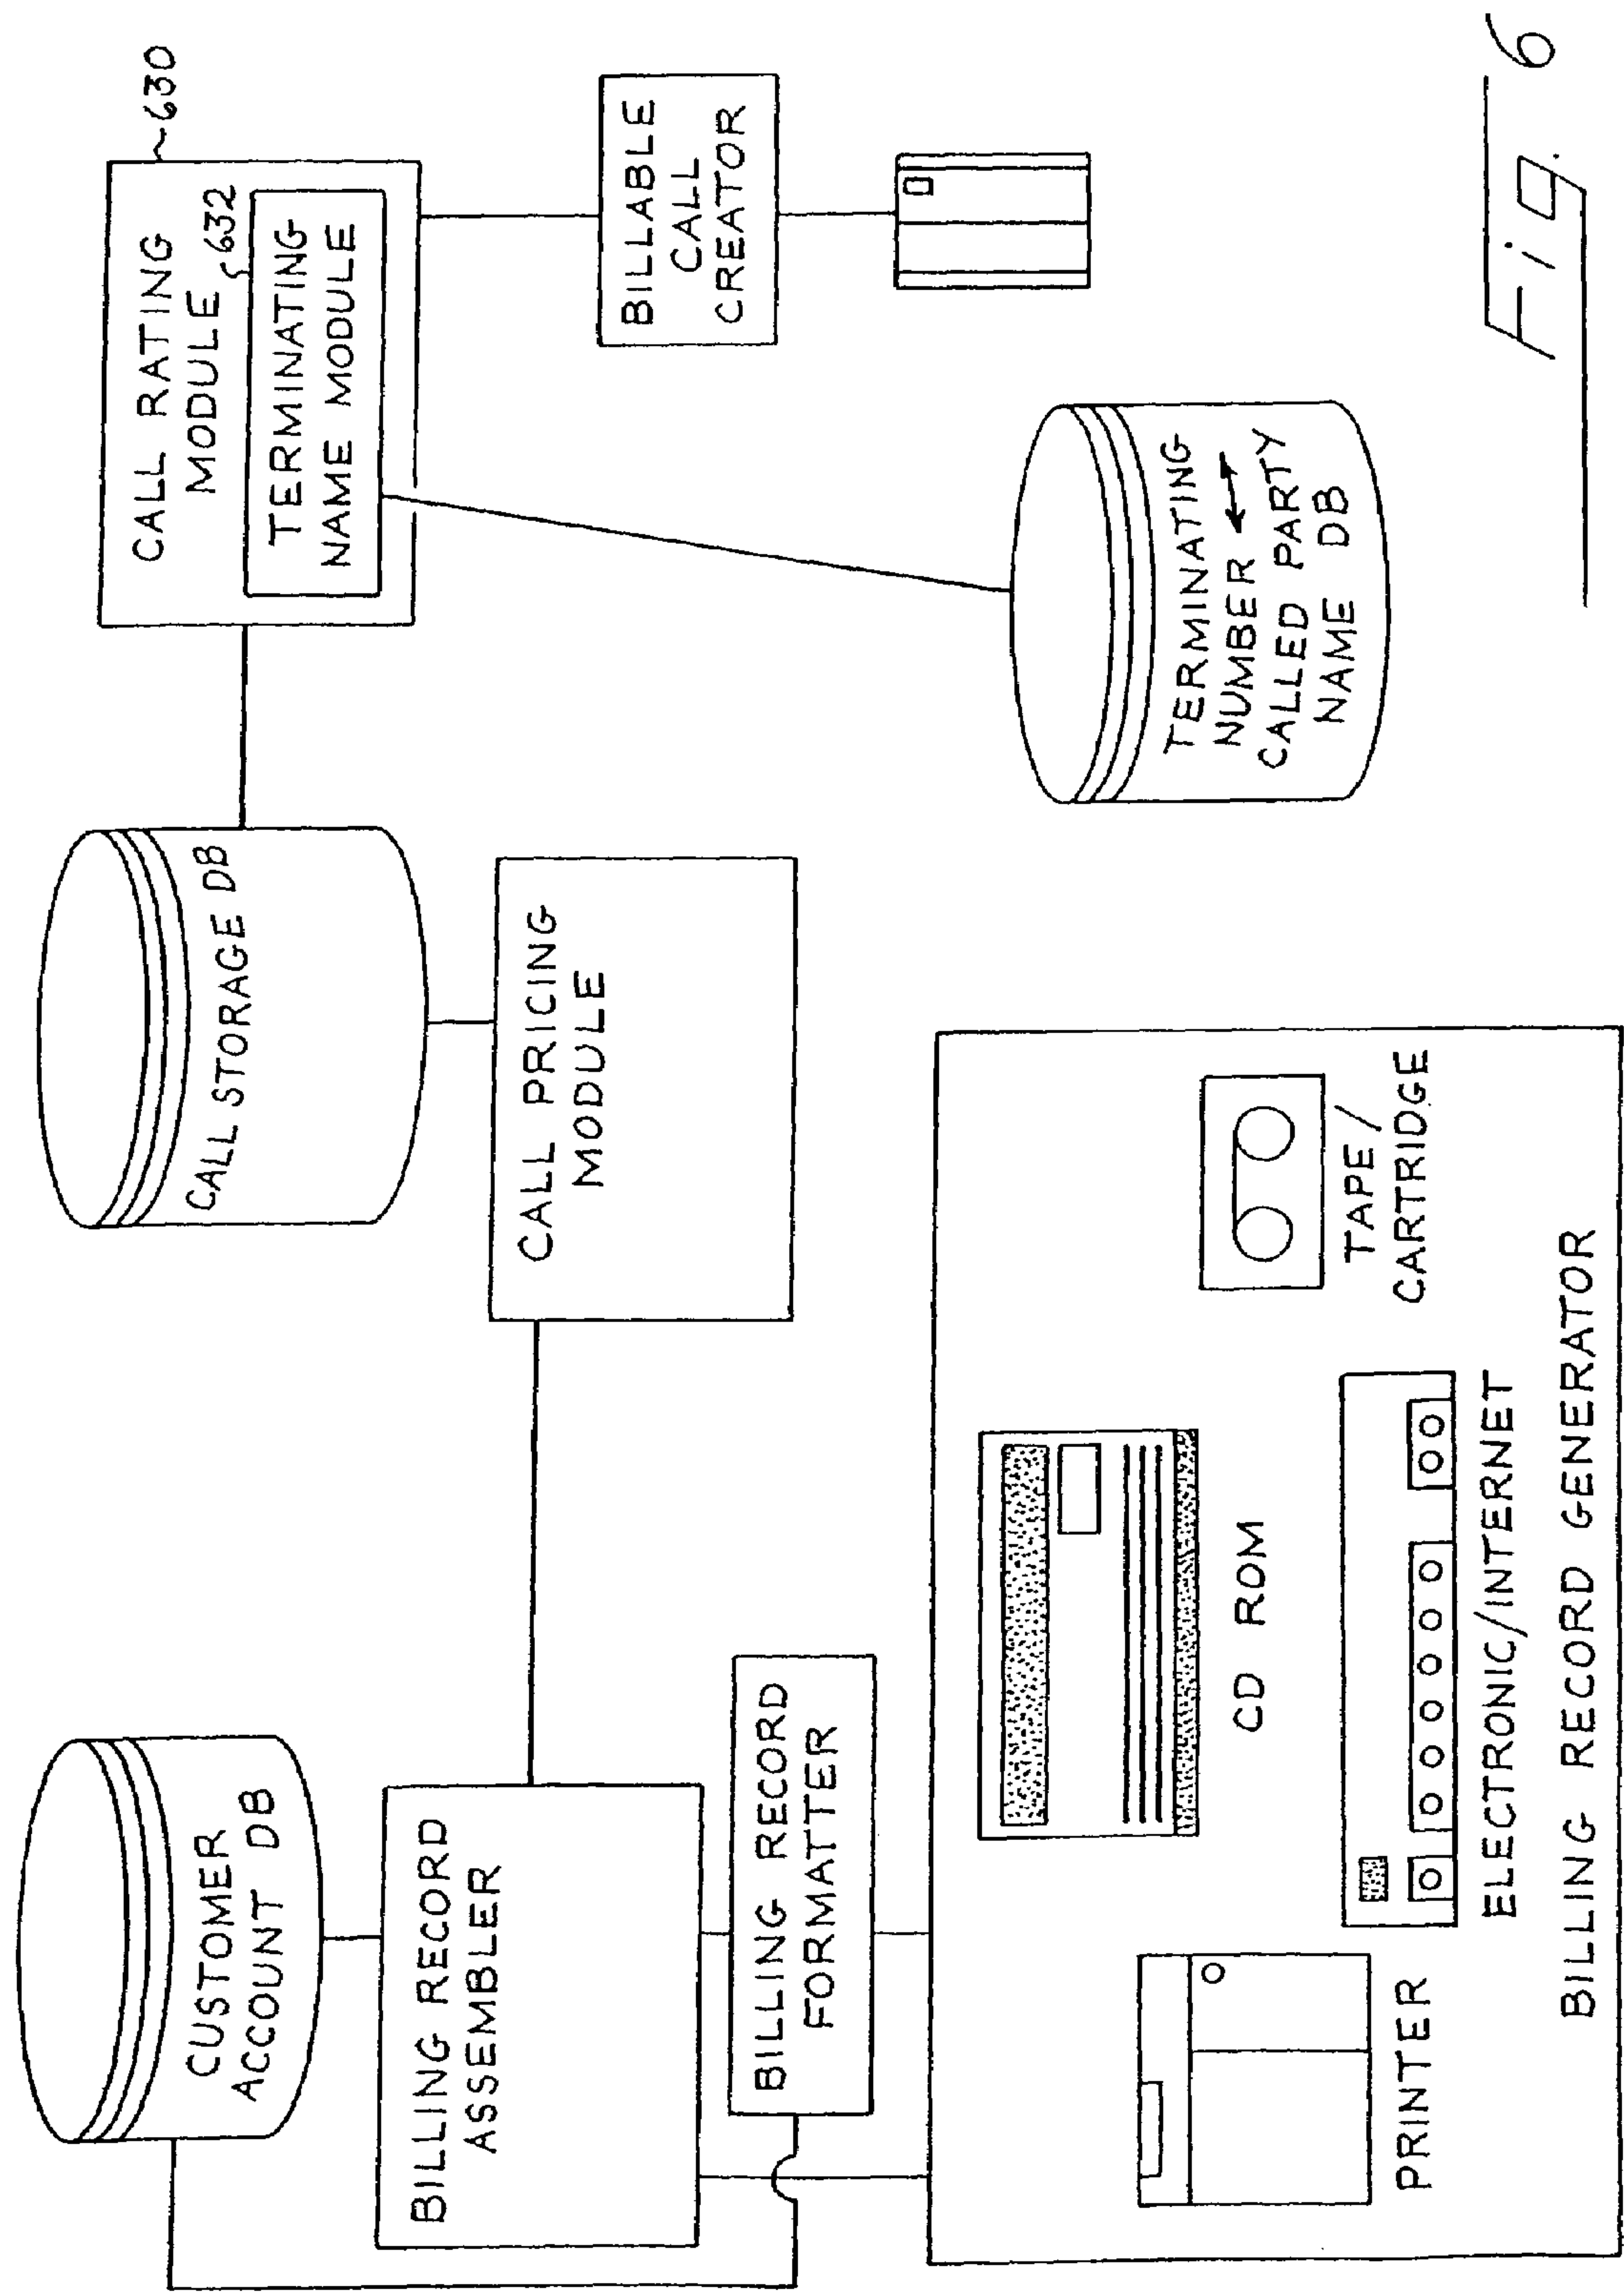 CUSTOMER
ACCOUNT DB
CALL STORAGE DB
CALL RATING
MODULE
630
632
TERMINATING
NAME MODULE
BILLING RECORD
ASSEMBLER
CALL PRICING
MODULE
BILLABLE
CALL
CREATOR
BILLING RECORD
FORMATTER
TERMINATING
NUMBER ↔
CALLED PARTY
NAME DB
PRINTER
CD ROM
ELECTRONIC/INTERNET
TAPE/
CARTRIDGE
BILLING RECORD GENERATOR
Fig. 6